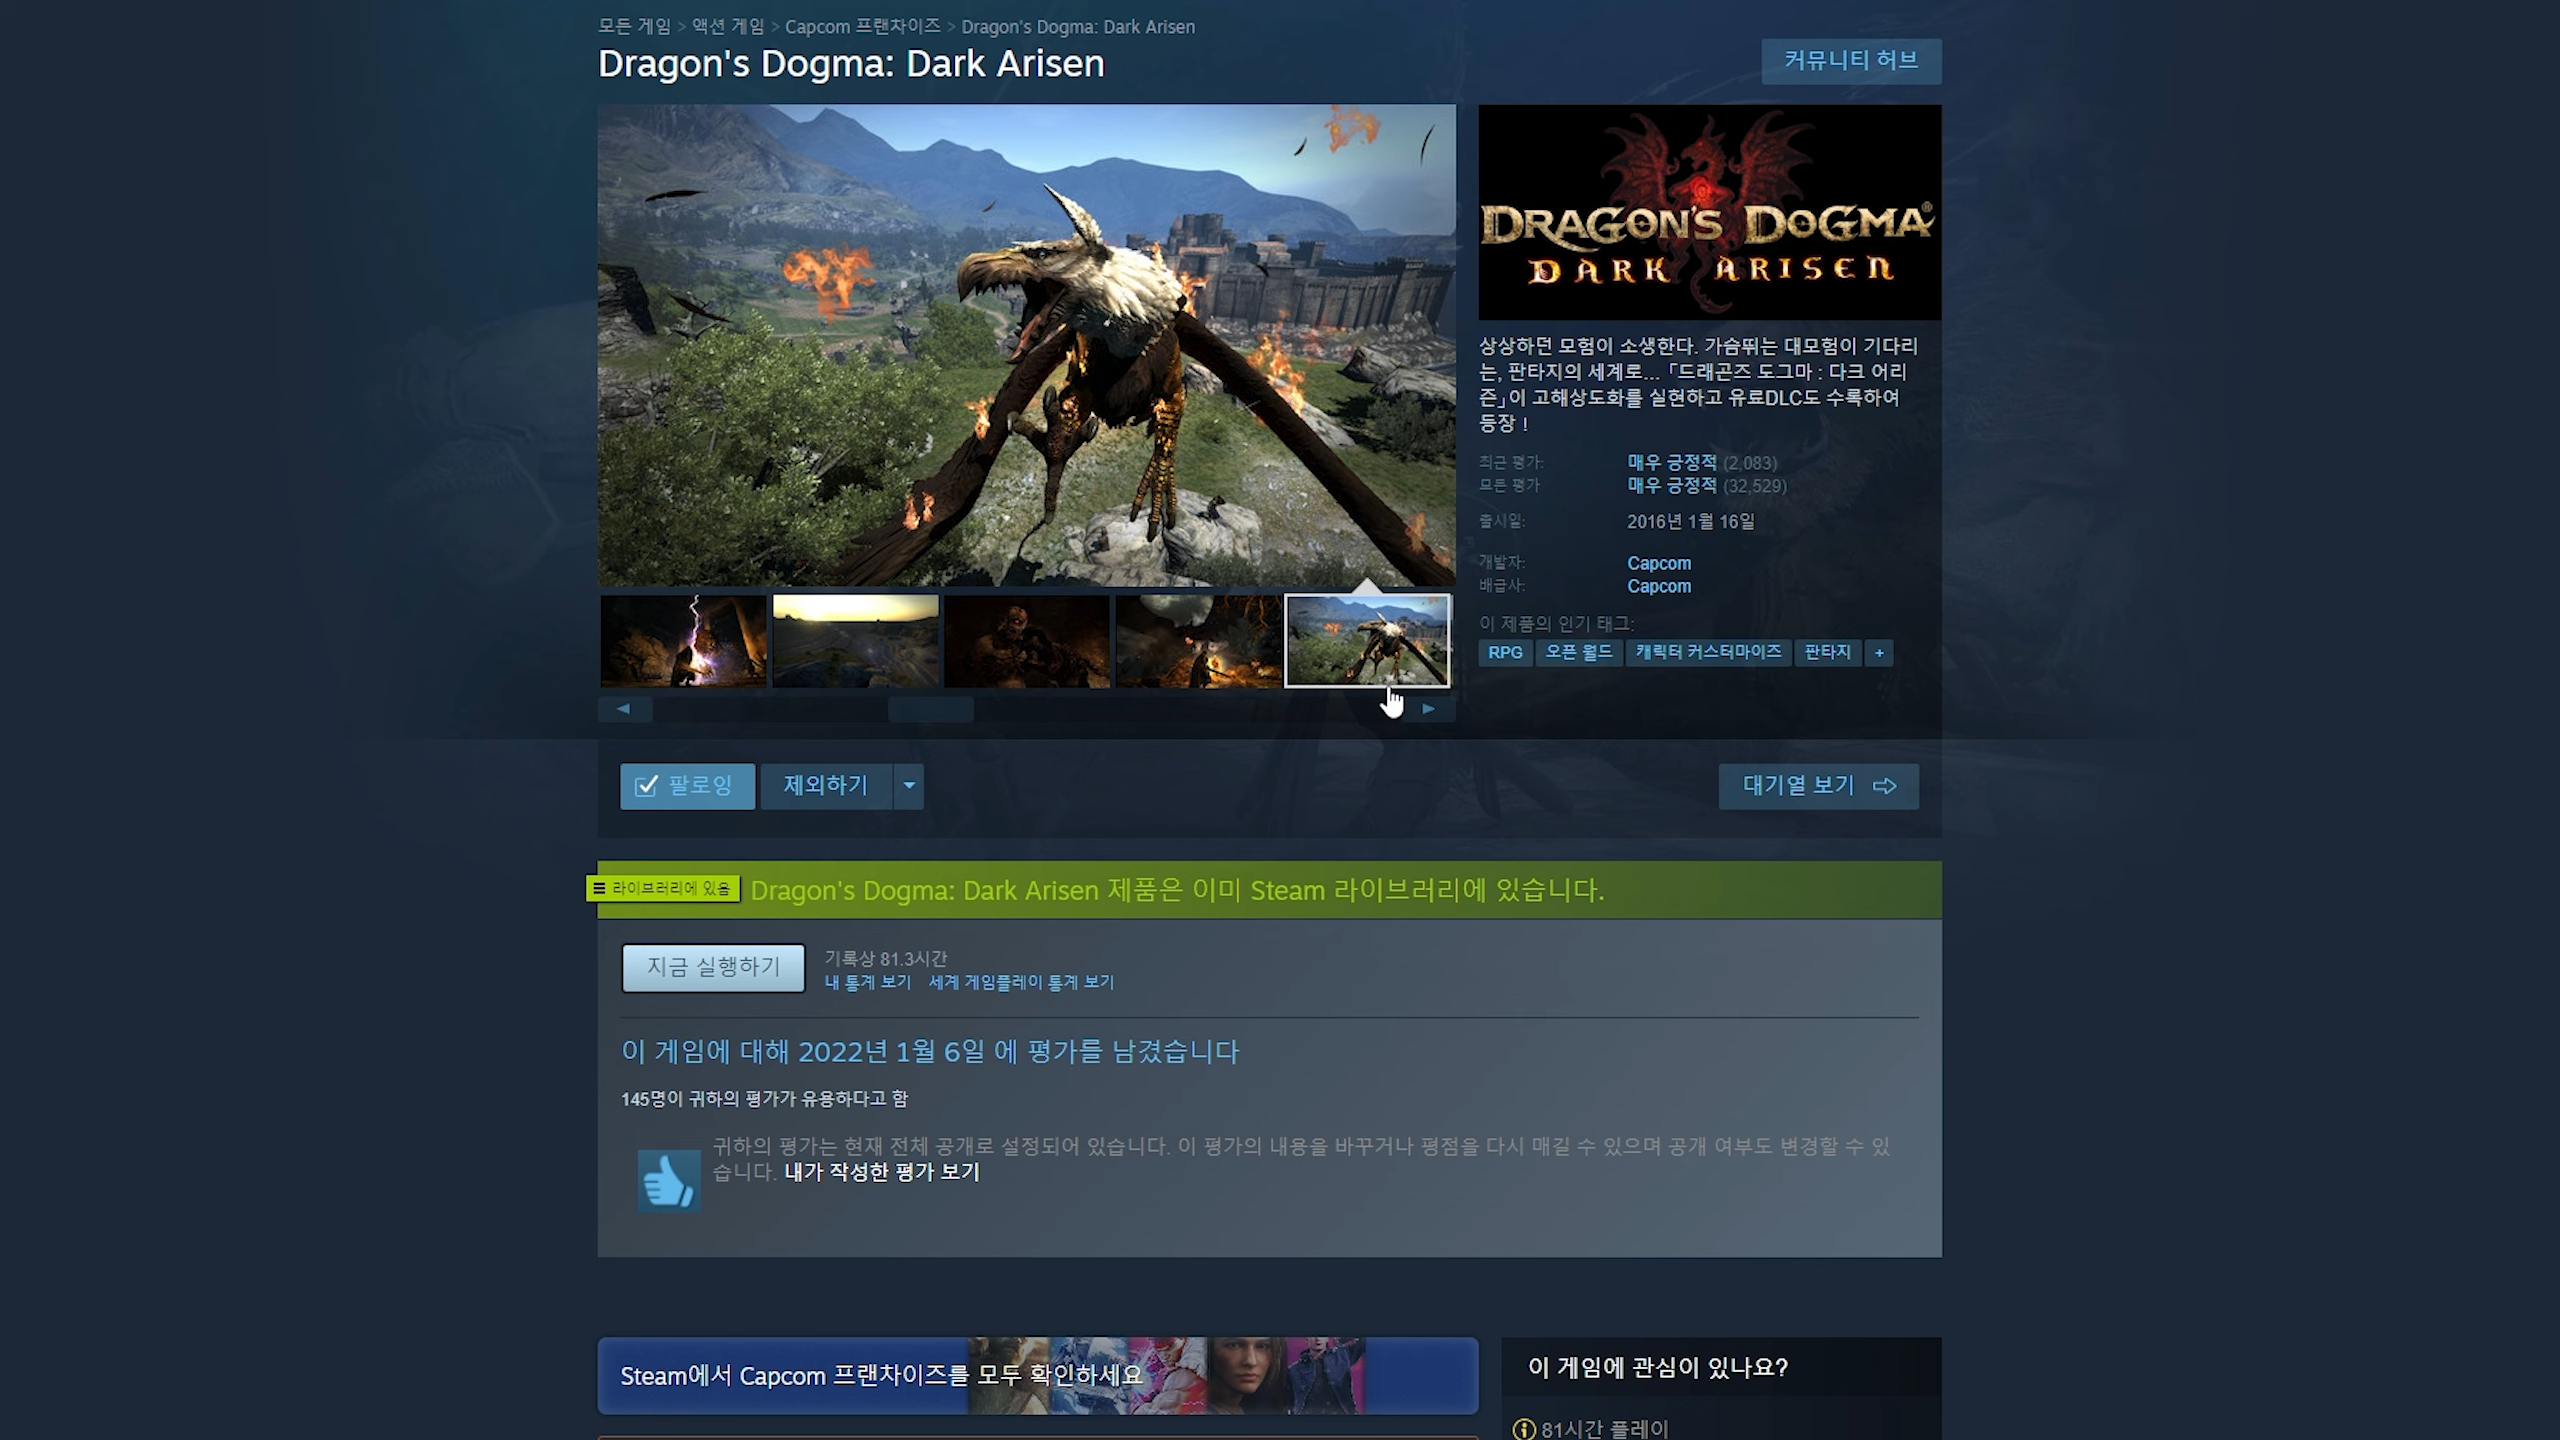 모든 게임 > 액션 게임 > Capcom 프랜차이즈 > Dragon's Dogma: Dark Arisen
Dragon's Dogma: Dark Arisen
커뮤니티 허브
DRAGON'S DOGMA®
DARK ARISEN
상상하던 모험이 소생한다. 가슴뛰는 대모험이 기다리
는, 판타지의 세계로... 「드래곤즈 도그마 : 다크 어리
즌」이 고해상도화를 실현하고 유료DLC도 수록하여
등장 !
최근 평가: 매우 긍정적 (2,083)
모든 평가 매우 긍정적 (32,529)
출시일: 2016년 1월 16일
개발자: Capcom
배급사: Capcom
이 제품의 인기 태그:
RPG 오픈 월드 캐릭터 커스터마이즈 판타지 +
팔로잉 제외하기 대기열 보기
라이브러리에 있음 Dragon's Dogma: Dark Arisen 제품은 이미 Steam 라이브러리에 있습니다.
지금 실행하기
기록상 81.3시간
내 통계 보기 세계 게임플레이 통계 보기
이 게임에 대해 2022년 1월 6일 에 평가를 남겼습니다
145명이 귀하의 평가가 유용하다고 함
귀하의 평가는 현재 전체 공개로 설정되어 있습니다. 이 평가의 내용을 바꾸거나 평점을 다시 매길 수 있으며 공개 여부도 변경할 수 있
습니다. 내가 작성한 평가 보기
Steam에서 Capcom 프랜차이즈를 모두 확인하세요
이 게임에 관심이 있나요?
81시간 플레이